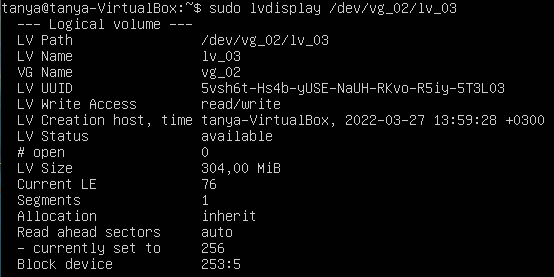 tanya@tanya-VirtualBox:~$ sudo lvdisplay /dev/vg_02/lv_03
--- Logical volume ---
LV Path /dev/vg_02/lv_03
LV Name lv_03
VG Name vg_02
LV UUID 5vsh6t-Hs4b-yUSE-NaUH-RKvo-R5iy-5T3LO3
LV Write Access read/write
LV Creation host, time tanya-VirtualBox, 2022-03-27 13:59:28 +0300
LV Status available
# open 0
LV Size 304,00 MiB
Current LE 76
Segments 1
Allocation inherit
Read ahead sectors auto
- currently set to 256
Block device 253:5